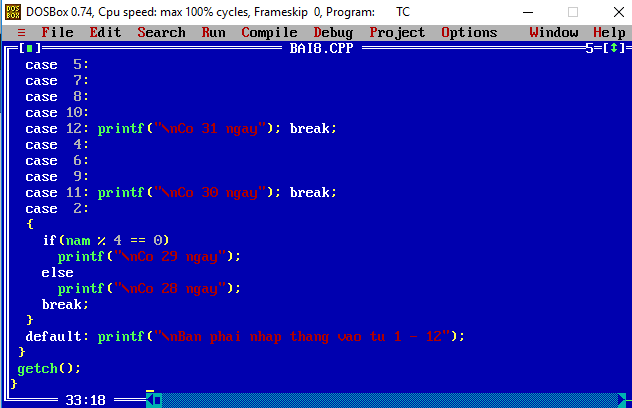 DOSBox 0.74, Cpu speed: max 100% cycles, Frameskip 0, Program: TC
≡ File Edit Search Run Compile Debug Project Options Window Help
[■] BAI8.CPP 5=[↕]
case 5:
case 7:
case 8:
case 10:
case 12: printf("\nCo 31 ngay"); break;
case 4:
case 6:
case 9:
case 11: printf("\nCo 30 ngay"); break;
case 2:
{
if(nam % 4 == 0)
printf("\nCo 29 ngay");
else
printf("\nCo 28 ngay");
break;
}
default: printf("\nBan phai nhap thang vao tu 1 - 12");
}
getch();
}
33:18